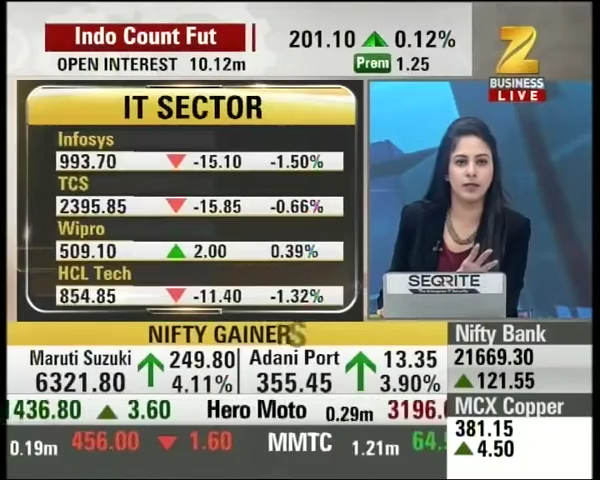 Indo Count Fut
201.10 0.12%
OPEN INTEREST 10.12m
Prem 1.25
Z
BUSINESS
LIVE
IT SECTOR
Infosys
993.70 -15.10 -1.50%
TCS
2395.85 -15.85 -0.66%
Wipro
509.10 2.00 0.39%
HCL Tech
854.85 -11.40 -1.32%
SEQRITE
NIFTY GAINERS
Maruti Suzuki 249.80
6321.80 4.11%
Adani Port 13.35
355.45 3.90%
Nifty Bank
21669.30
121.55
MCX Copper
381.15
4.50
1436.80 3.60 Hero Moto 0.29m 3196.
0.19m 456.00 1.60 MMTC 1.21m 64.